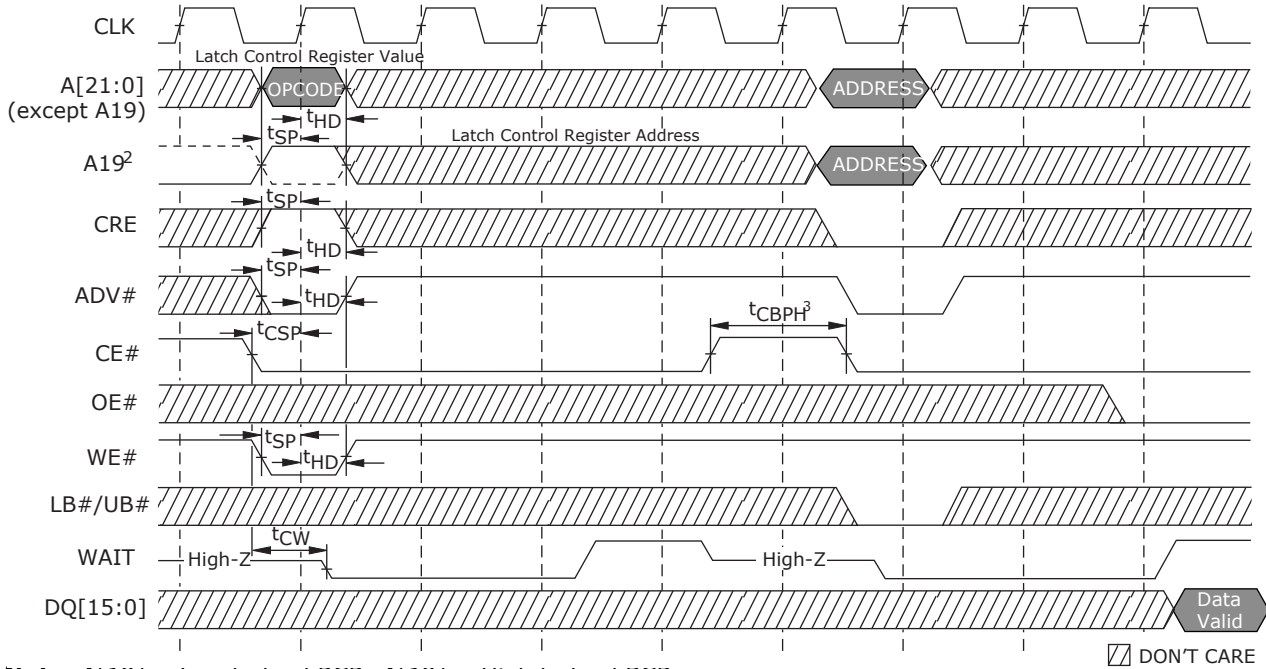 CLK
Latch Control Register Value
A[21:0]
(except A19)
OPCODE
ADDRESS
tHD
tSP
Latch Control Register Address
A19²
ADDRESS
tSP
CRE
tHD
tSP
ADV#
tHD
tCBPH³
tCSP
CE#
OE#
tSP
WE#
tHD
LB#/UB#
tCW
WAIT
High-Z
High-Z
DQ[15:0]
Data
Valid
DON'T CARE